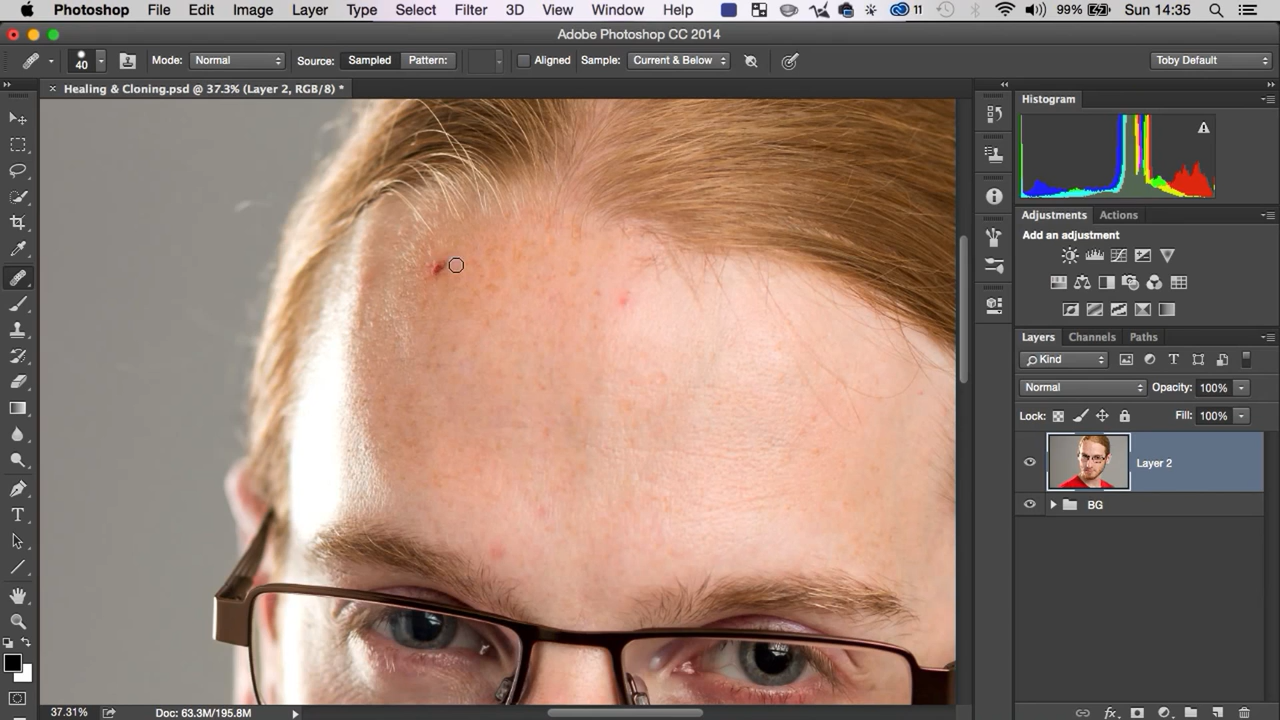 Photoshop File Edit Image Layer Type Select Filter 3D View Window Help 11 99% Sun 14:35
Adobe Photoshop CC 2014
40 Mode: Normal Source: Sampled Pattern: Aligned Sample: Current & Below Toby Default
Healing & Cloning.psd @ 37.3% (Layer 2, RGB/8) *
Histogram
Adjustments Actions
Add an adjustment
Layers Channels Paths
Kind
Normal Opacity: 100%
Lock: Fill: 100%
Layer 2
BG
37.31% Doc: 63.3M/195.8M